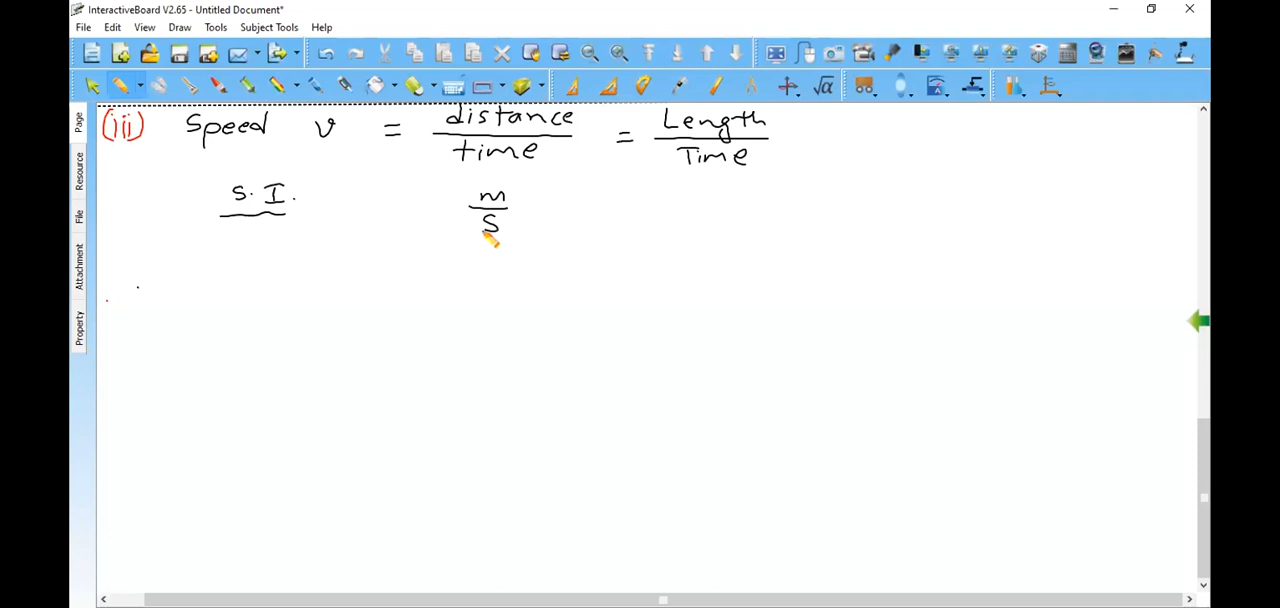 InteractiveBoard V2.65 - Untitled Document*
File Edit View Draw Tools Subject Tools Help
Page
Resource
File
Attachment
Property
(iii) Speed v = distance / time = Length / Time
S.I. m / S